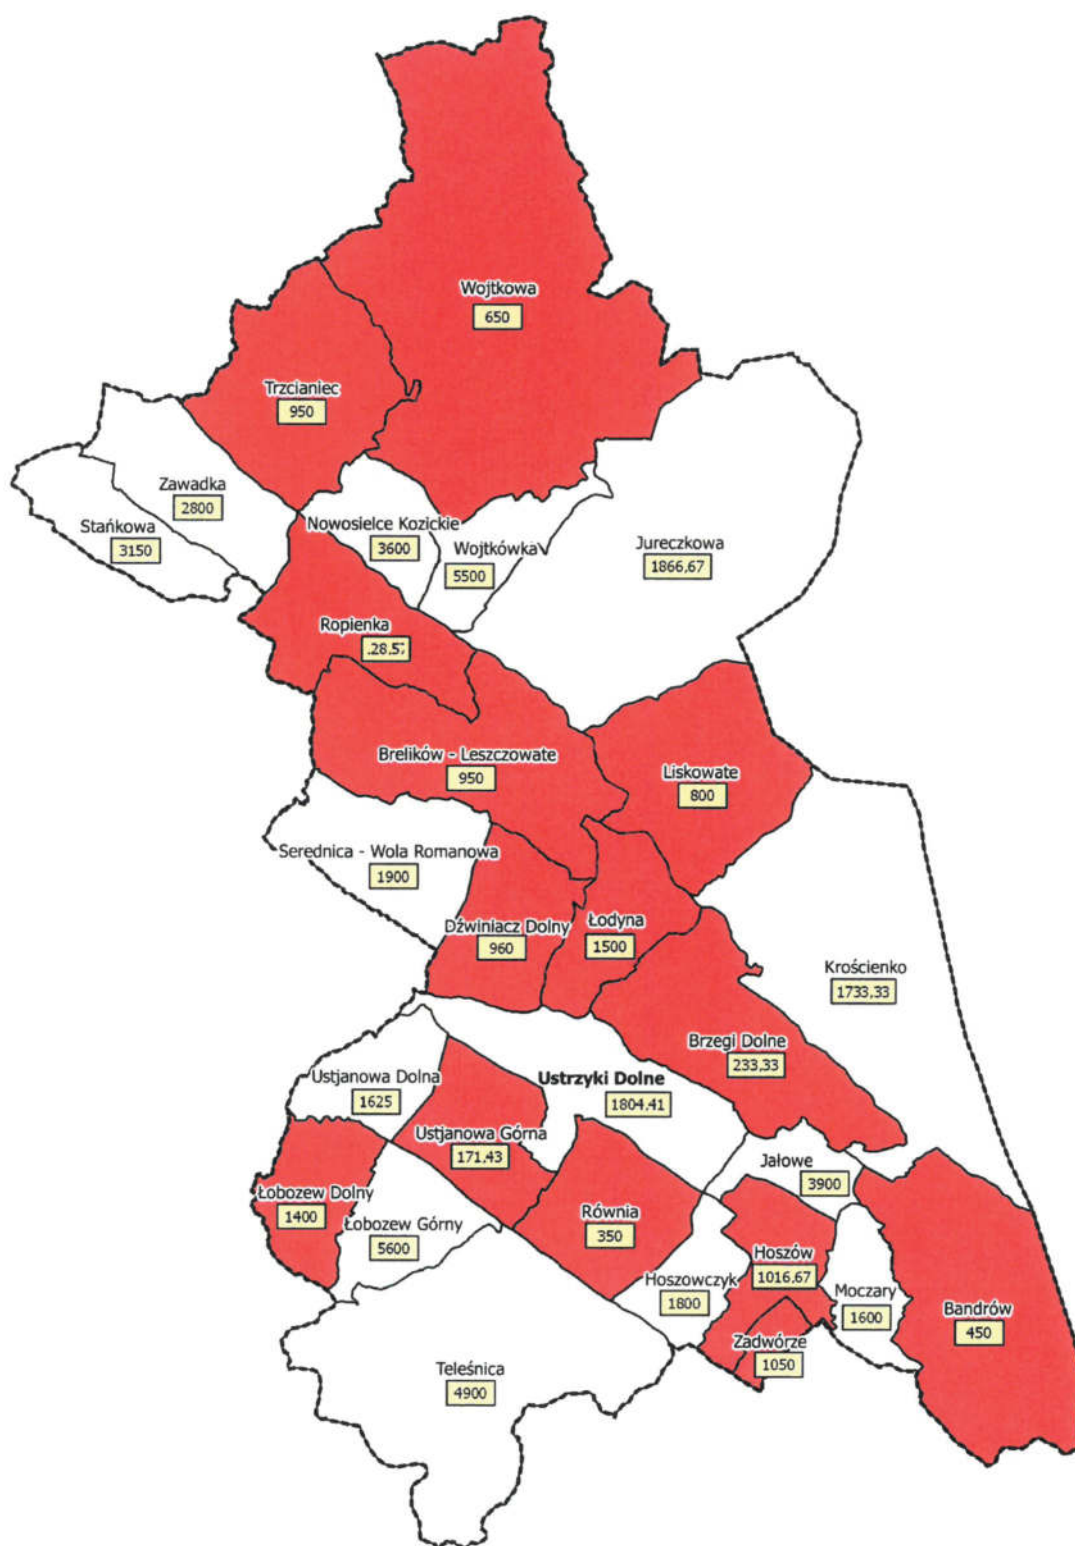 Wojtkowa
650
Trzcianiec
950
Zawadka
2800
Stańkowa
3150
Nowosielce Kozickie
3600
Wojtkówka
5500
Jureczkowa
1866,67
Ropienka
Brelików - Leszczowate
950
Liskowate
800
Serednica - Wola Romanowa
1900
Dźwiniacz Dolny
960
Łodyna
1500
Krościenko
1733,33
Brzegi Dolne
233,33
Ustjanowa Dolna
1625
Ustrzyki Dolne
1804,41
Ustjanowa Górna
171,43
Jałowe
3900
Łobozew Dolny
1400
Łobozew Górny
5600
Równia
350
Hoszów
1016,67
Hoszowczyk
1800
Moczary
1600
Bandrów
450
Zadwórze
1050
Teleśnica
4900